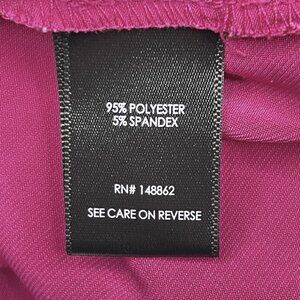 95% POLYESTER
5% SPANDEX
RN# 148862
SEE CARE ON REVERSE